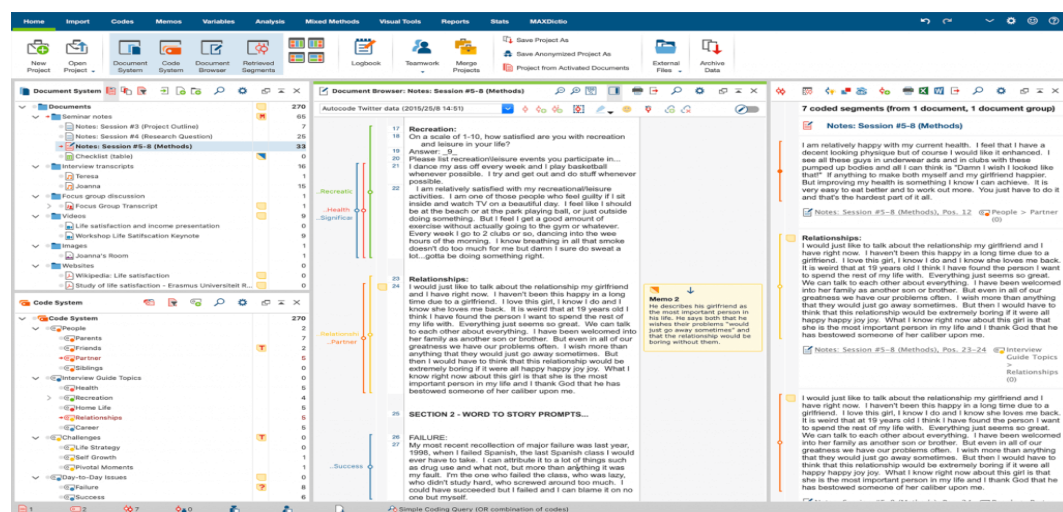 Home Import Codes Memos Variables Analysis Mixed Methods Visual Tools Reports Stats MAXDictio
New Project
Open Project
Document System
Code System
Document Browser
Retrieved Segments
Logbook
Teamwork
Merge Projects
Save Project As
Save Anonymized Project As
Project from Activated Documents
External Files
Archive Data
Document System
Documents 270
Seminar notes 65
Notes: Session #3 (Project Outline) 7
Notes: Session #4 (Research Question) 25
Notes: Session #5-8 (Methods) 33
Checklist (table) 0
Interview transcripts 16
Teresa 1
Joanna 15
Focus group discussion 1
Focus Group Transcript 1
Videos 9
Life satisfaction and income presentation 0
Workshop Life Satifscation Keynote 9
Images 1
Joanna's Room 1
Websites 0
Wikipedia: Life satisfaction 0
Study of life satisfaction - Erasmus Universiteit R... 0
Code System
Code System 270
People 2
Parents 7
Friends 1
Partner 5
Siblings 0
Interview Guide Topics 0
Health 5
Recreation 4
Home Life 5
Relationships 5
Career 5
Challenges 0
Life Strategy 0
Self Growth 1
Pivotal Moments 1
Day-to-Day Issues 0
Failure 8
Success 6
Document Browser: Notes: Session #5-8 (Methods)
Autocode Twitter data (2015/25/8 14:51)
..Recreatic
...Health
..Significar
17 Recreation:
18 On a scale of 1-10, how satisfied are you with recreation
and leisure in your life?
19 Answer: _9_
20 Please list recreation\leisure events you participate in...
21 I dance my ass off every week and I play basketball
whenever possible. I try and get out and do stuff whenever
possible.
22 I am relatively satisfied with my recreational/leisure
activities. I am one of those people who feel guilty if I sit
inside and watch TV on a beautiful day. I feel like I should
be at the beach or at the park playing ball, or just outside
doing something. But I feel I get a good amount of
exercise without actually going to the gym or whatever.
Every week I go to 2 clubs or so, dancing into the wee
hours of the morning. I know breathing in all that smoke
doesn't do too much for me but damn I sure do sweat a
lot...gotta be doing something right.
..Relationshi
...Partner
23 Relationships:
24 I would just like to talk about the relationship my girlfriend
and I have right now. I haven't been this happy in a long
time due to a girlfriend. I love this girl, I know I do and I
know she loves me back. It is weird that at 19 years old I
think I have found the person I want to spend the rest of
my life with. Everything just seems so great. We can talk
to each other about everything. I have been welcomed into
her family as another son or brother. But even in all of our
greatness we have our problems often. I wish more than
anything that they would just go away sometimes. But
then I would have to think that this relationship would be
extremely boring if it were all happy happy joy joy. What I
know right now about this girl is that she is the most
important person in my life and I thank God that he has
bestowed someone of her caliber upon me.
25 SECTION 2 - WORD TO STORY PROMPTS...
...Success
26 FAILURE:
27 My most recent recollection of major failure was last year,
1998, when I failed Spanish, the last Spanish class I would
ever have to take. I can attribute it to a lot of things such
as drug use and what not, but more than anything it was
my fault. I'm the one who failed the class, who was lazy,
who didn't study hard, who screwed around too much. I
could have succeeded but I failed and I can blame it on no
one but myself.
Memo 2
He describes his girlfriend as
the most important person in
his life. He says both that he
wishes their problems "would
just go away sometimes" and
that the relationship would be
boring without them.
7 coded segments (from 1 document, 1 document group)
Notes: Session #5-8 (Methods)
I am relatively happy with my current health. I feel that I have a
decent looking physique but of course I would like it enhanced. I
see all these guys in underwear ads and in clubs with these
pumped up bodies and all I can think is "Damn I wish I looked like
that!" If anything to make both myself and my girlfriend happier.
But improving my health is something I know I can achieve. It is
very easy to eat better and to work out more. You just have to do it
and that's the hardest part of it all.
Notes: Session #5-8 (Methods), Pos. 12 People > Partner
(0)
Relationships:
I would just like to talk about the relationship my girlfriend and I
have right now. I haven't been this happy in a long time due to a
girlfriend. I love this girl, I know I do and I know she loves me back.
It is weird that at 19 years old I think I have found the person I want
to spend the rest of my life with. Everything just seems so great.
We can talk to each other about everything. I have been welcomed
into her family as another son or brother. But even in all of our
greatness we have our problems often. I wish more than anything
that they would just go away sometimes. But then I would have to
think that this relationship would be extremely boring if it were all
happy happy joy joy. What I know right now about this girl is that
she is the most important person in my life and I thank God that he
has bestowed someone of her caliber upon me.
Notes: Session #5-8 (Methods), Pos. 23-24 Interview
Guide Topics
>
Relationships
(0)
I would just like to talk about the relationship my girlfriend and I
have right now. I haven't been this happy in a long time due to a
girlfriend. I love this girl, I know I do and I know she loves me back.
It is weird that at 19 years old I think I have found the person I want
to spend the rest of my life with. Everything just seems so great.
We can talk to each other about everything. I have been welcomed
into her family as another son or brother. But even in all of our
greatness we have our problems often. I wish more than anything
that they would just go away sometimes. But then I would have to
think that this relationship would be extremely boring if it were all
happy happy joy joy. What I know right now about this girl is that
she is the most important person in my life and I thank God that he
has bestowed someone of her caliber upon me.
1 2 7 0 Simple Coding Query (OR combination of codes)